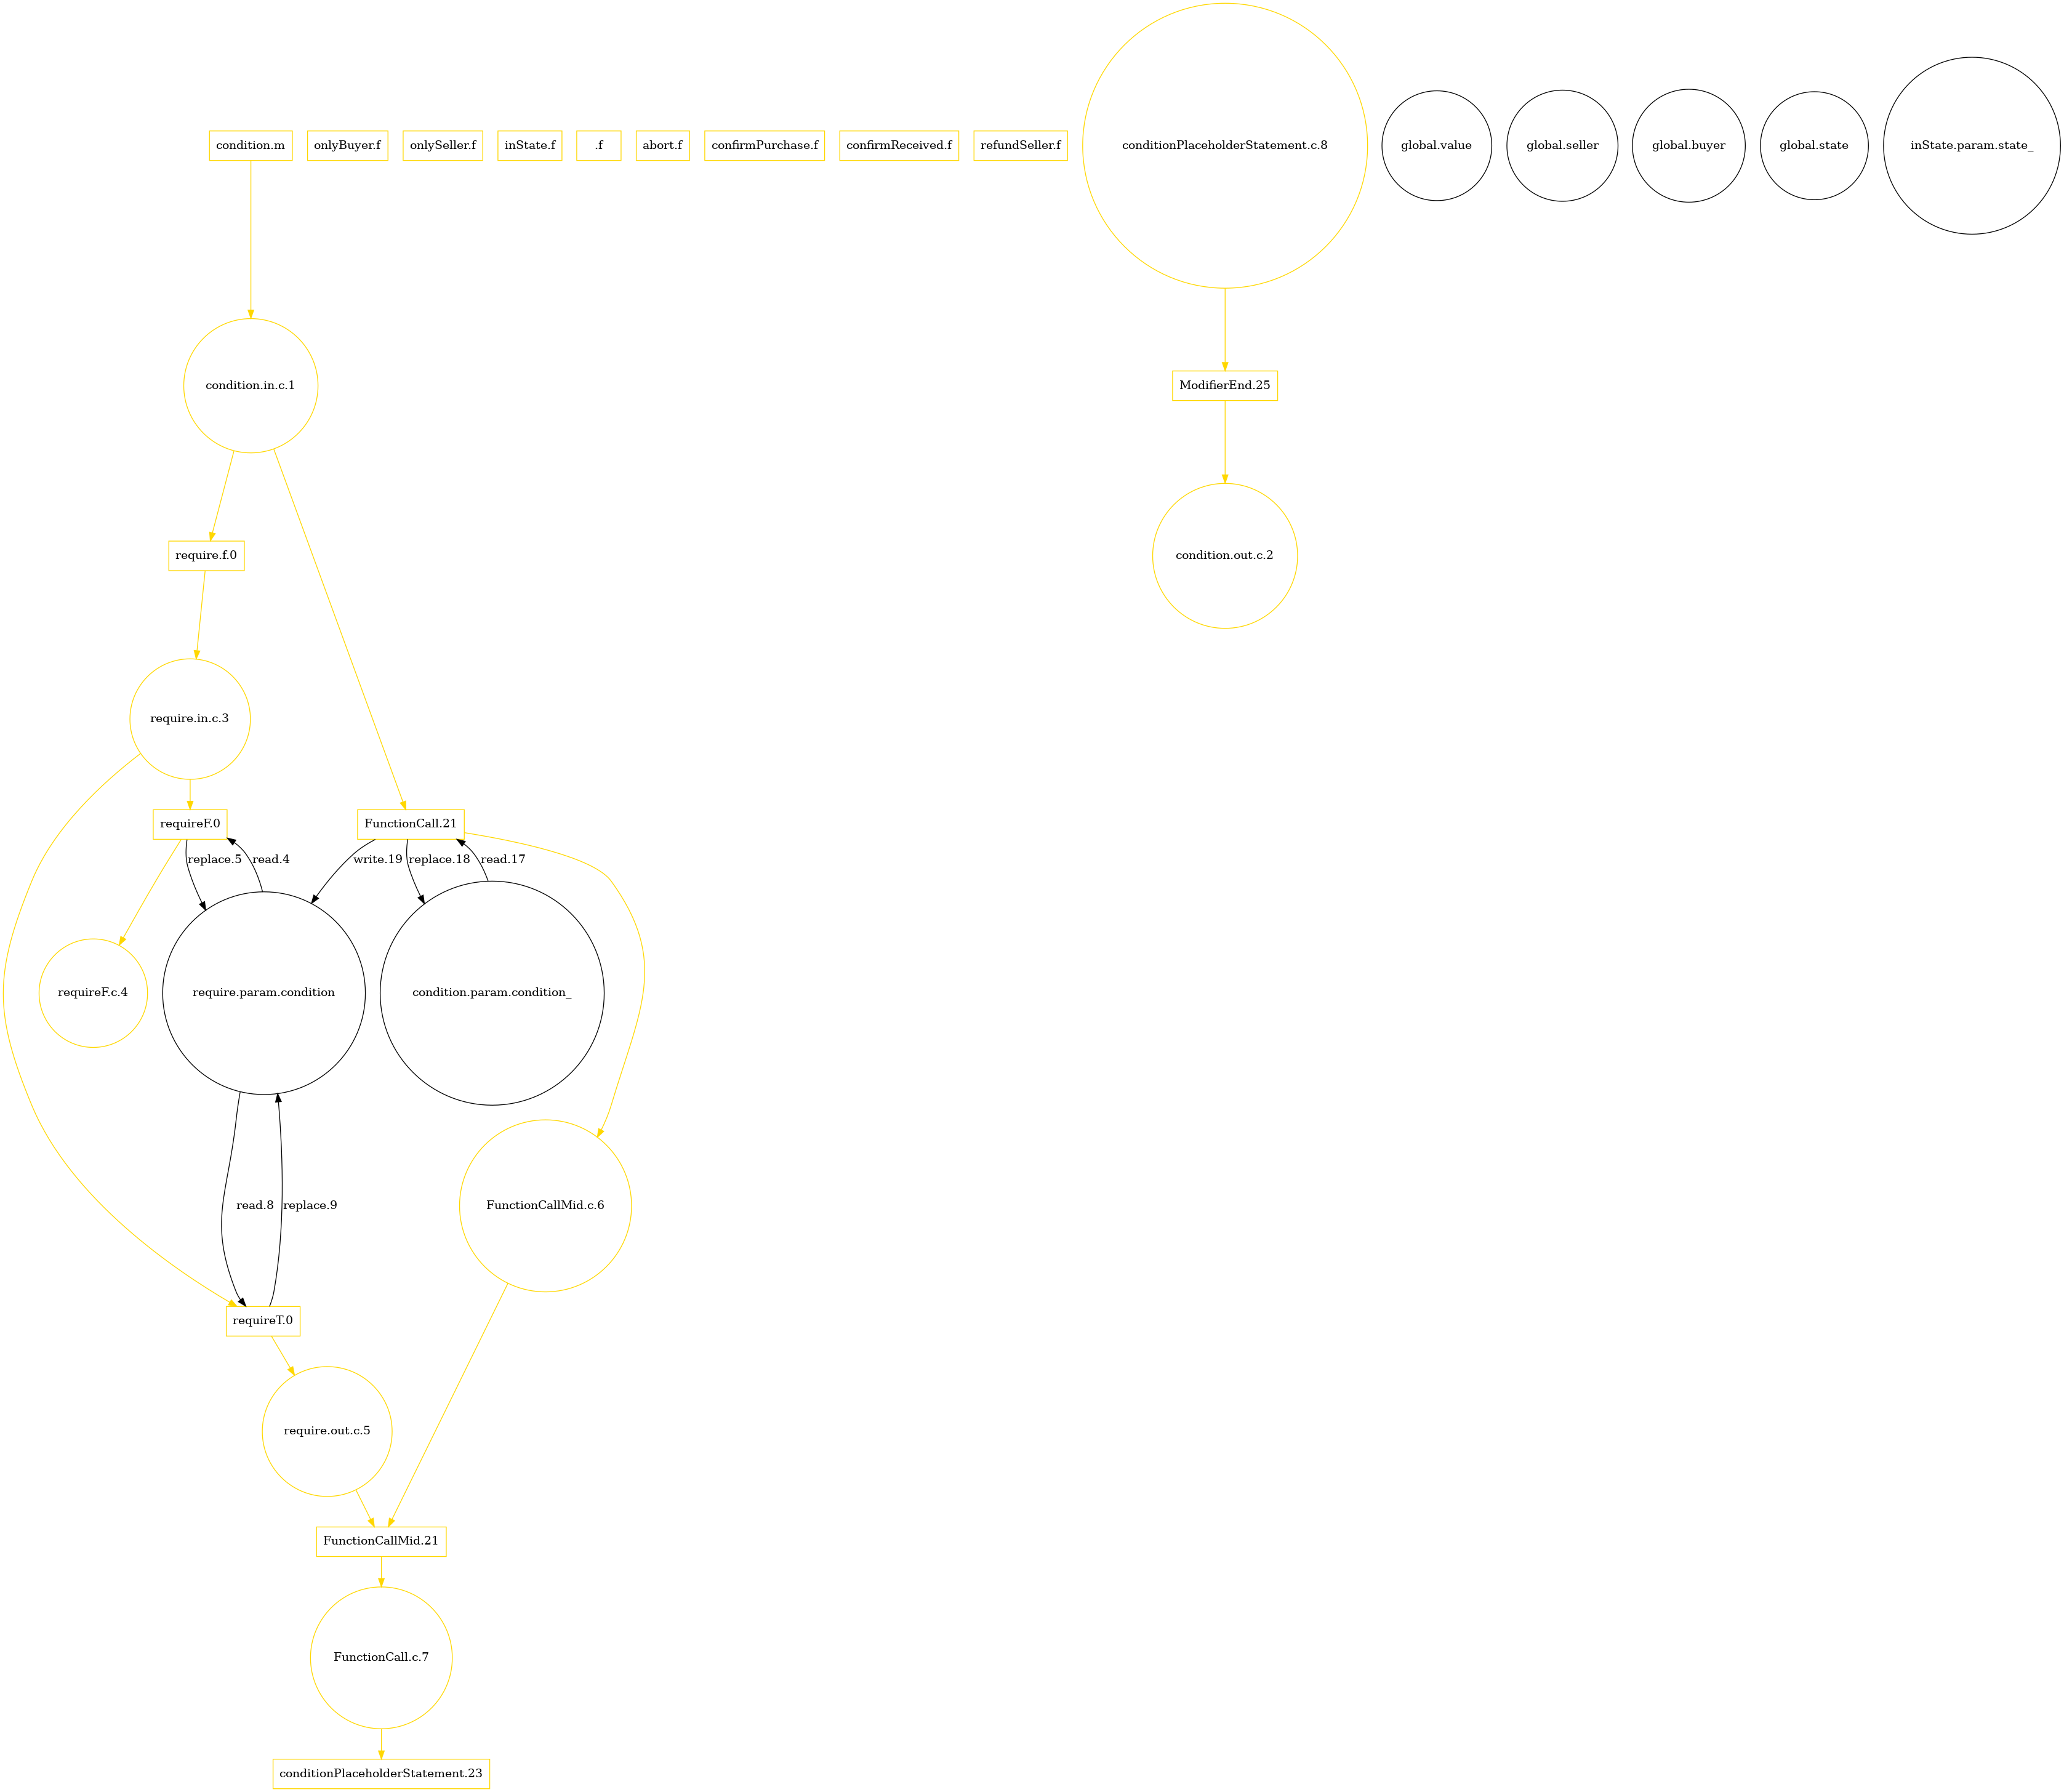 condition.m
onlyBuyer.f
onlySeller.f
inState.f
.f
abort.f
confirmPurchase.f
confirmReceived.f
refundSeller.f
conditionPlaceholderStatement.c.8
global.value
global.seller
global.buyer
global.state
inState.param.state_
condition.in.c.1
ModifierEnd.25
require.f.0
condition.out.c.2
require.in.c.3
requireF.0
FunctionCall.21
replace.5
read.4
write.19
replace.18
read.17
requireF.c.4
require.param.condition
condition.param.condition_
read.8
replace.9
FunctionCallMid.c.6
requireT.0
require.out.c.5
FunctionCallMid.21
FunctionCall.c.7
conditionPlaceholderStatement.23